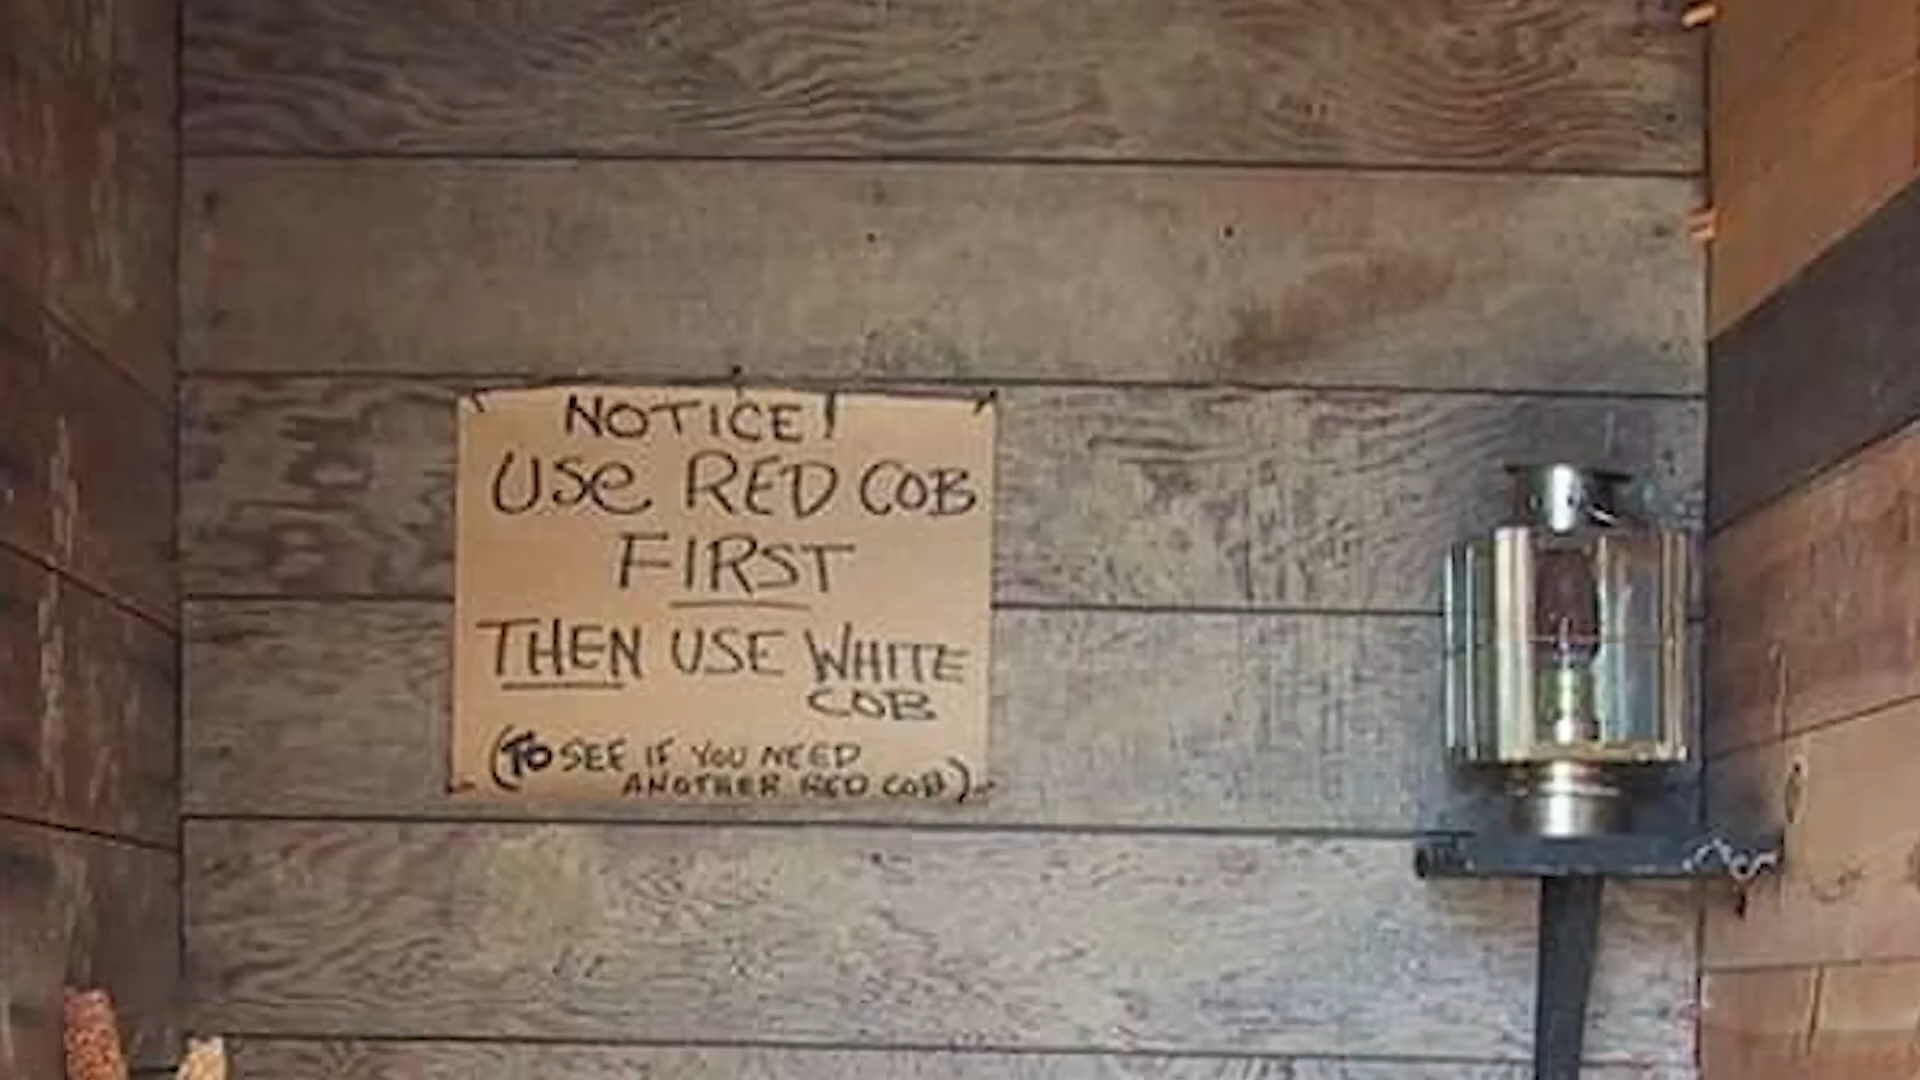 NOTICE!
USe RED COB
FIRST
THEN USE WHITE
COB
(TO SEE IF YOU NEED
ANOTHER RED COB)